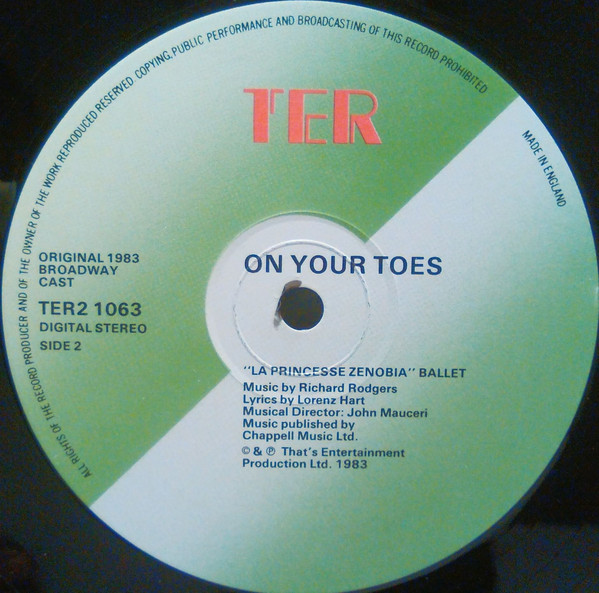 ALL RIGHTS OF THE RECORD PRODUCER AND OF THE OWNER OF THE WORK REPRODUCED RESERVED. COPYING, PUBLIC PERFORMANCE AND BROADCASTING OF THIS RECORD PROHIBITED
TER
MADE IN ENGLAND
ORIGINAL 1983
BROADWAY
CAST
TER2 1063
DIGITAL STEREO
SIDE 2
ON YOUR TOES
"LA PRINCESSE ZENOBIA" BALLET
Music by Richard Rodgers
Lyrics by Lorenz Hart
Musical Director: John Mauceri
Music published by
Chappell Music Ltd.
© & ℗ That's Entertainment
Production Ltd. 1983